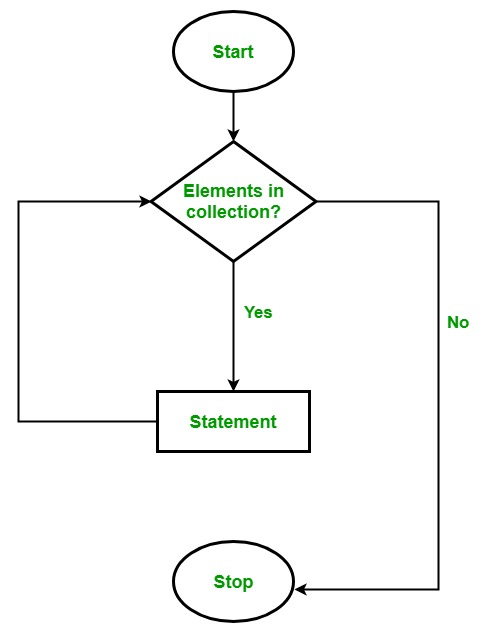 Start
Elements in
collection?
Yes
No
Statement
Stop